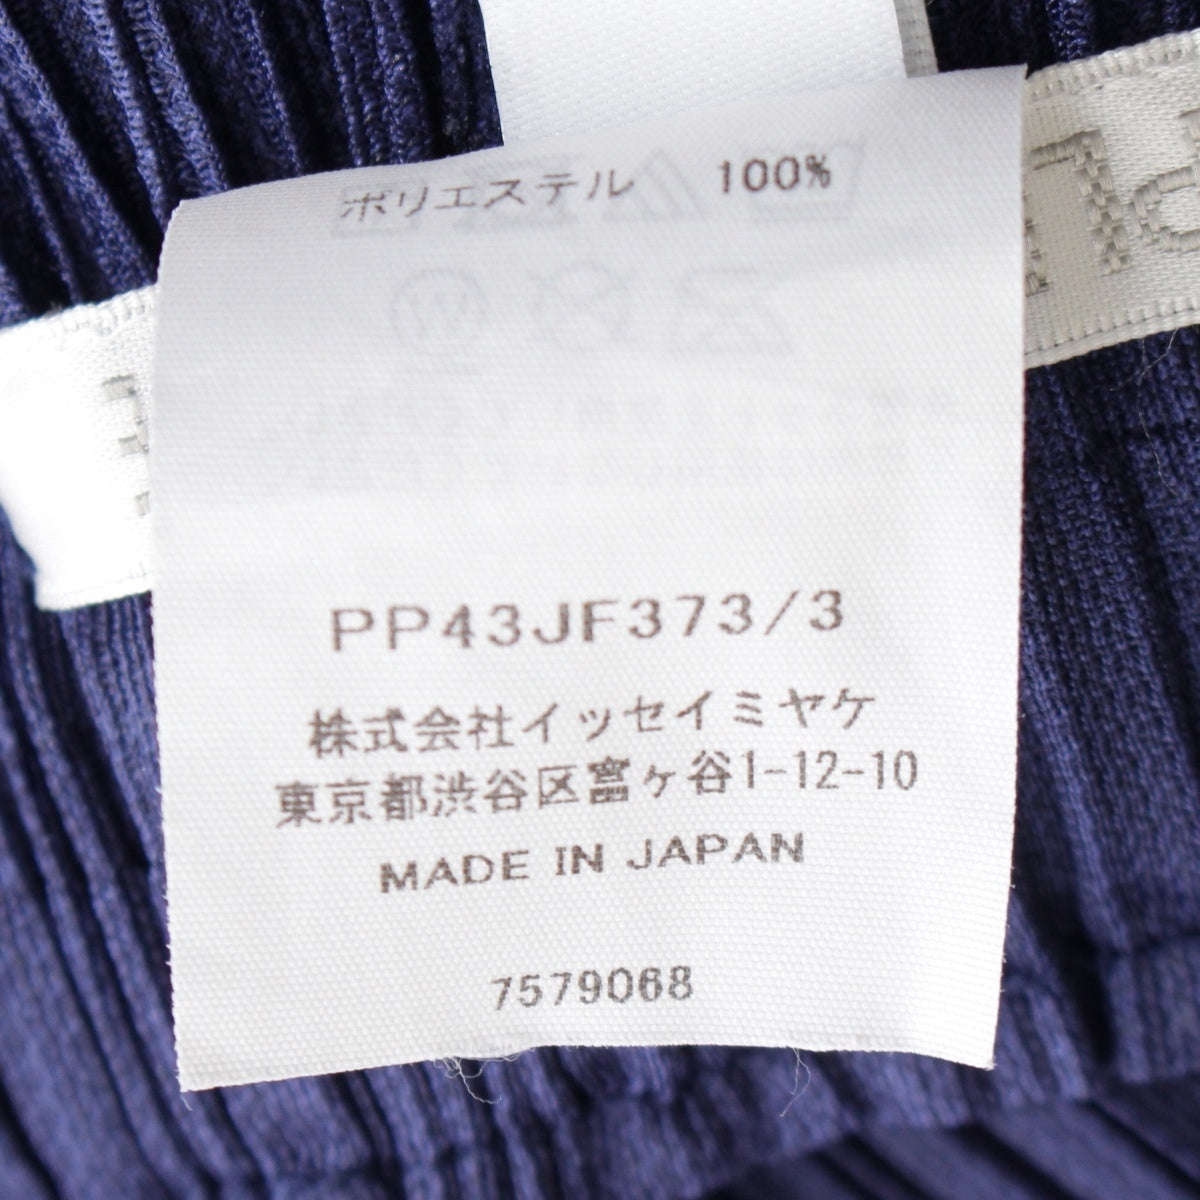 ポリエステル 100%
PP43JF373/3
株式会社イッセイミヤケ
東京都渋谷区富ヶ谷1-12-10
MADE IN JAPAN
7579068